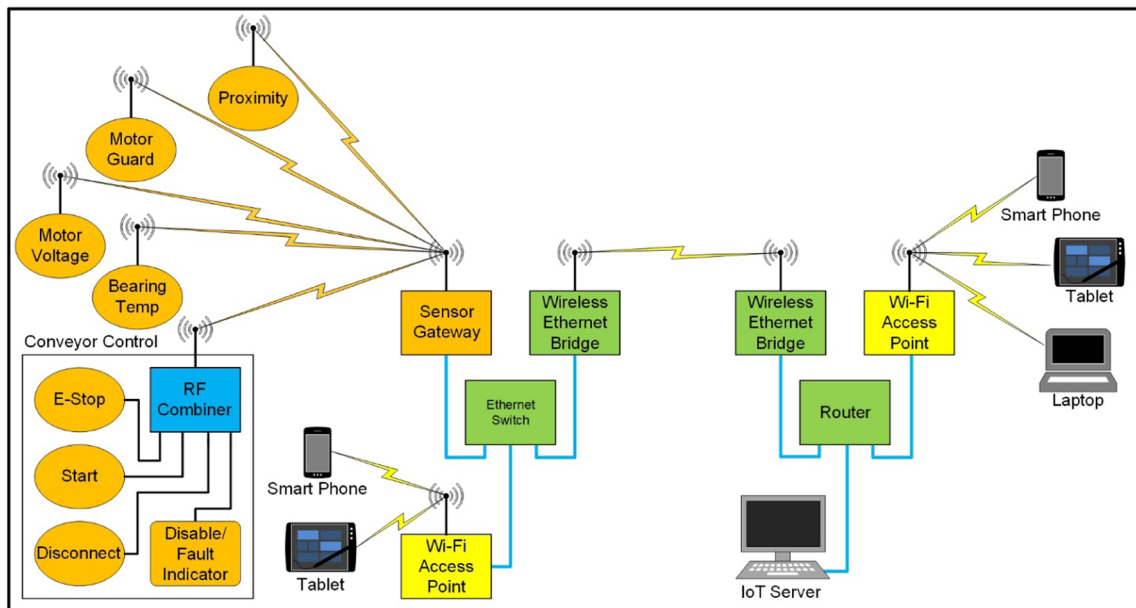 Proximity
Motor
Guard
Motor
Voltage
Bearing
Temp
Conveyor Control
E-Stop
Start
Disconnect
RF
Combiner
Disable/
Fault
Indicator
Sensor
Gateway
Wireless
Ethernet
Bridge
Ethernet
Switch
Smart Phone
Tablet
Wi-Fi
Access
Point
Wireless
Ethernet
Bridge
Wi-Fi
Access
Point
Router
IoT Server
Smart Phone
Tablet
Laptop